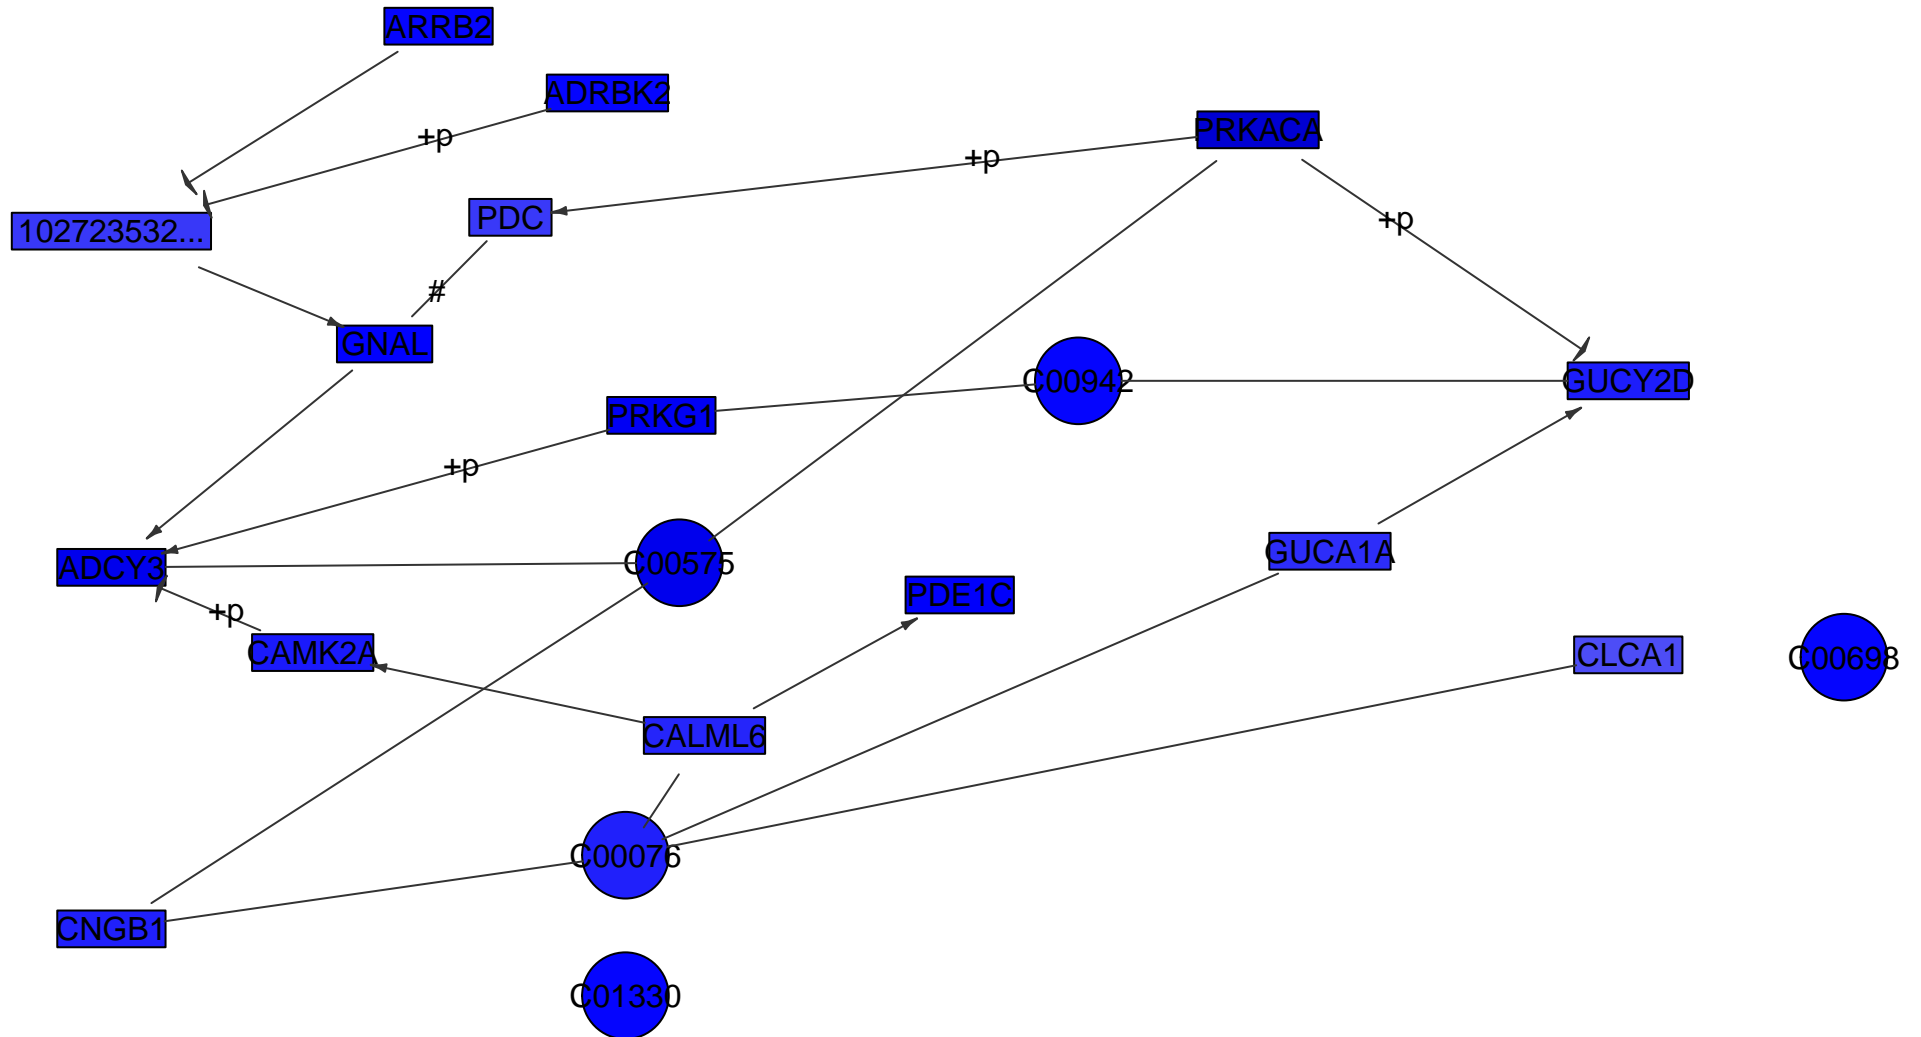 ARRB2
ADRBK2
+p
PRKACA
+p
102723532...
PDC
+p
#
GNAL
C00942
GUCY2D
PRKG1
+p
ADCY3
C00575
GUCA1A
PDE1C
+p
CAMK2A
CLCA1
C00698
CALML6
C00076
CNGB1
C01330